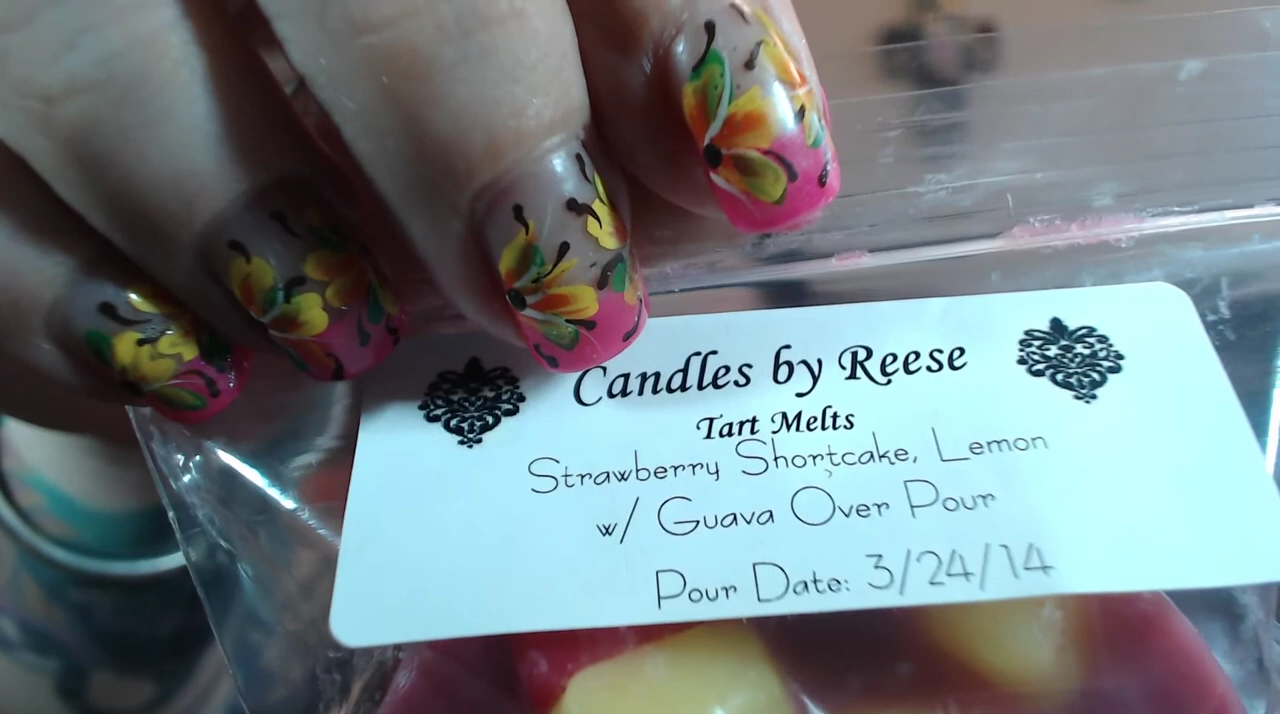 Candles by Reese
Tart Melts
Strawberry Shortcake, Lemon
w/ Guava Over Pour
Pour Date: 3/24/14